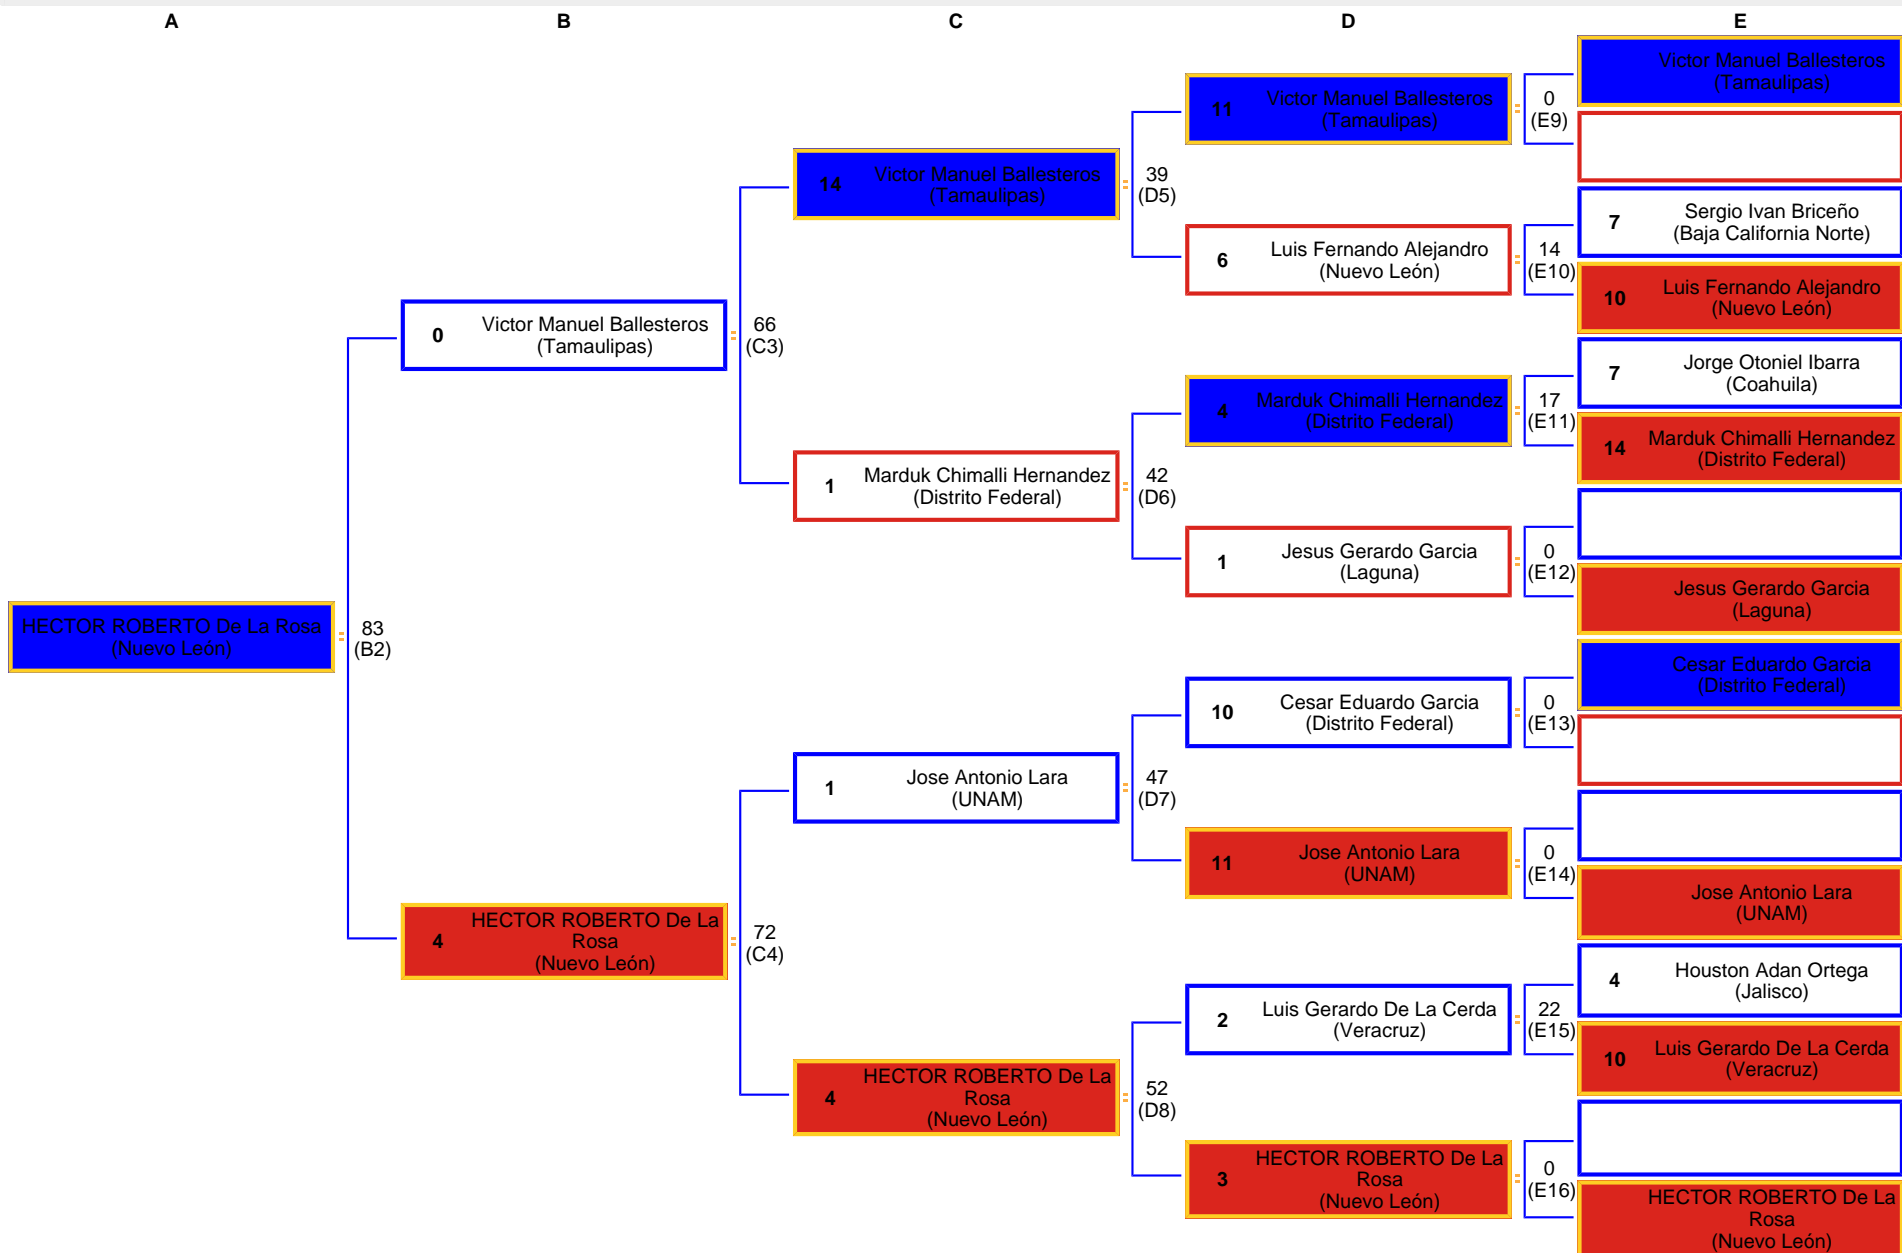 A
B
C
D
E
HECTOR ROBERTO De La Rosa
(Nuevo León)
83
(B2)
0
Victor Manuel Ballesteros
(Tamaulipas)
66
(C3)
4
HECTOR ROBERTO De La
Rosa
(Nuevo León)
72
(C4)
14
Victor Manuel Ballesteros
(Tamaulipas)
39
(D5)
1
Marduk Chimalli Hernandez
(Distrito Federal)
42
(D6)
1
Jose Antonio Lara
(UNAM)
47
(D7)
4
HECTOR ROBERTO De La
Rosa
(Nuevo León)
52
(D8)
11
Victor Manuel Ballesteros
(Tamaulipas)
0
(E9)
6
Luis Fernando Alejandro
(Nuevo León)
14
(E10)
4
Marduk Chimalli Hernandez
(Distrito Federal)
17
(E11)
1
Jesus Gerardo Garcia
(Laguna)
0
(E12)
10
Cesar Eduardo Garcia
(Distrito Federal)
0
(E13)
11
Jose Antonio Lara
(UNAM)
0
(E14)
2
Luis Gerardo De La Cerda
(Veracruz)
22
(E15)
3
HECTOR ROBERTO De La
Rosa
(Nuevo León)
0
(E16)
Victor Manuel Ballesteros
(Tamaulipas)
7
Sergio Ivan Briceño
(Baja California Norte)
10
Luis Fernando Alejandro
(Nuevo León)
7
Jorge Otoniel Ibarra
(Coahuila)
14
Marduk Chimalli Hernandez
(Distrito Federal)
Jesus Gerardo Garcia
(Laguna)
Cesar Eduardo Garcia
(Distrito Federal)
Jose Antonio Lara
(UNAM)
4
Houston Adan Ortega
(Jalisco)
10
Luis Gerardo De La Cerda
(Veracruz)
HECTOR ROBERTO De La
Rosa
(Nuevo León)